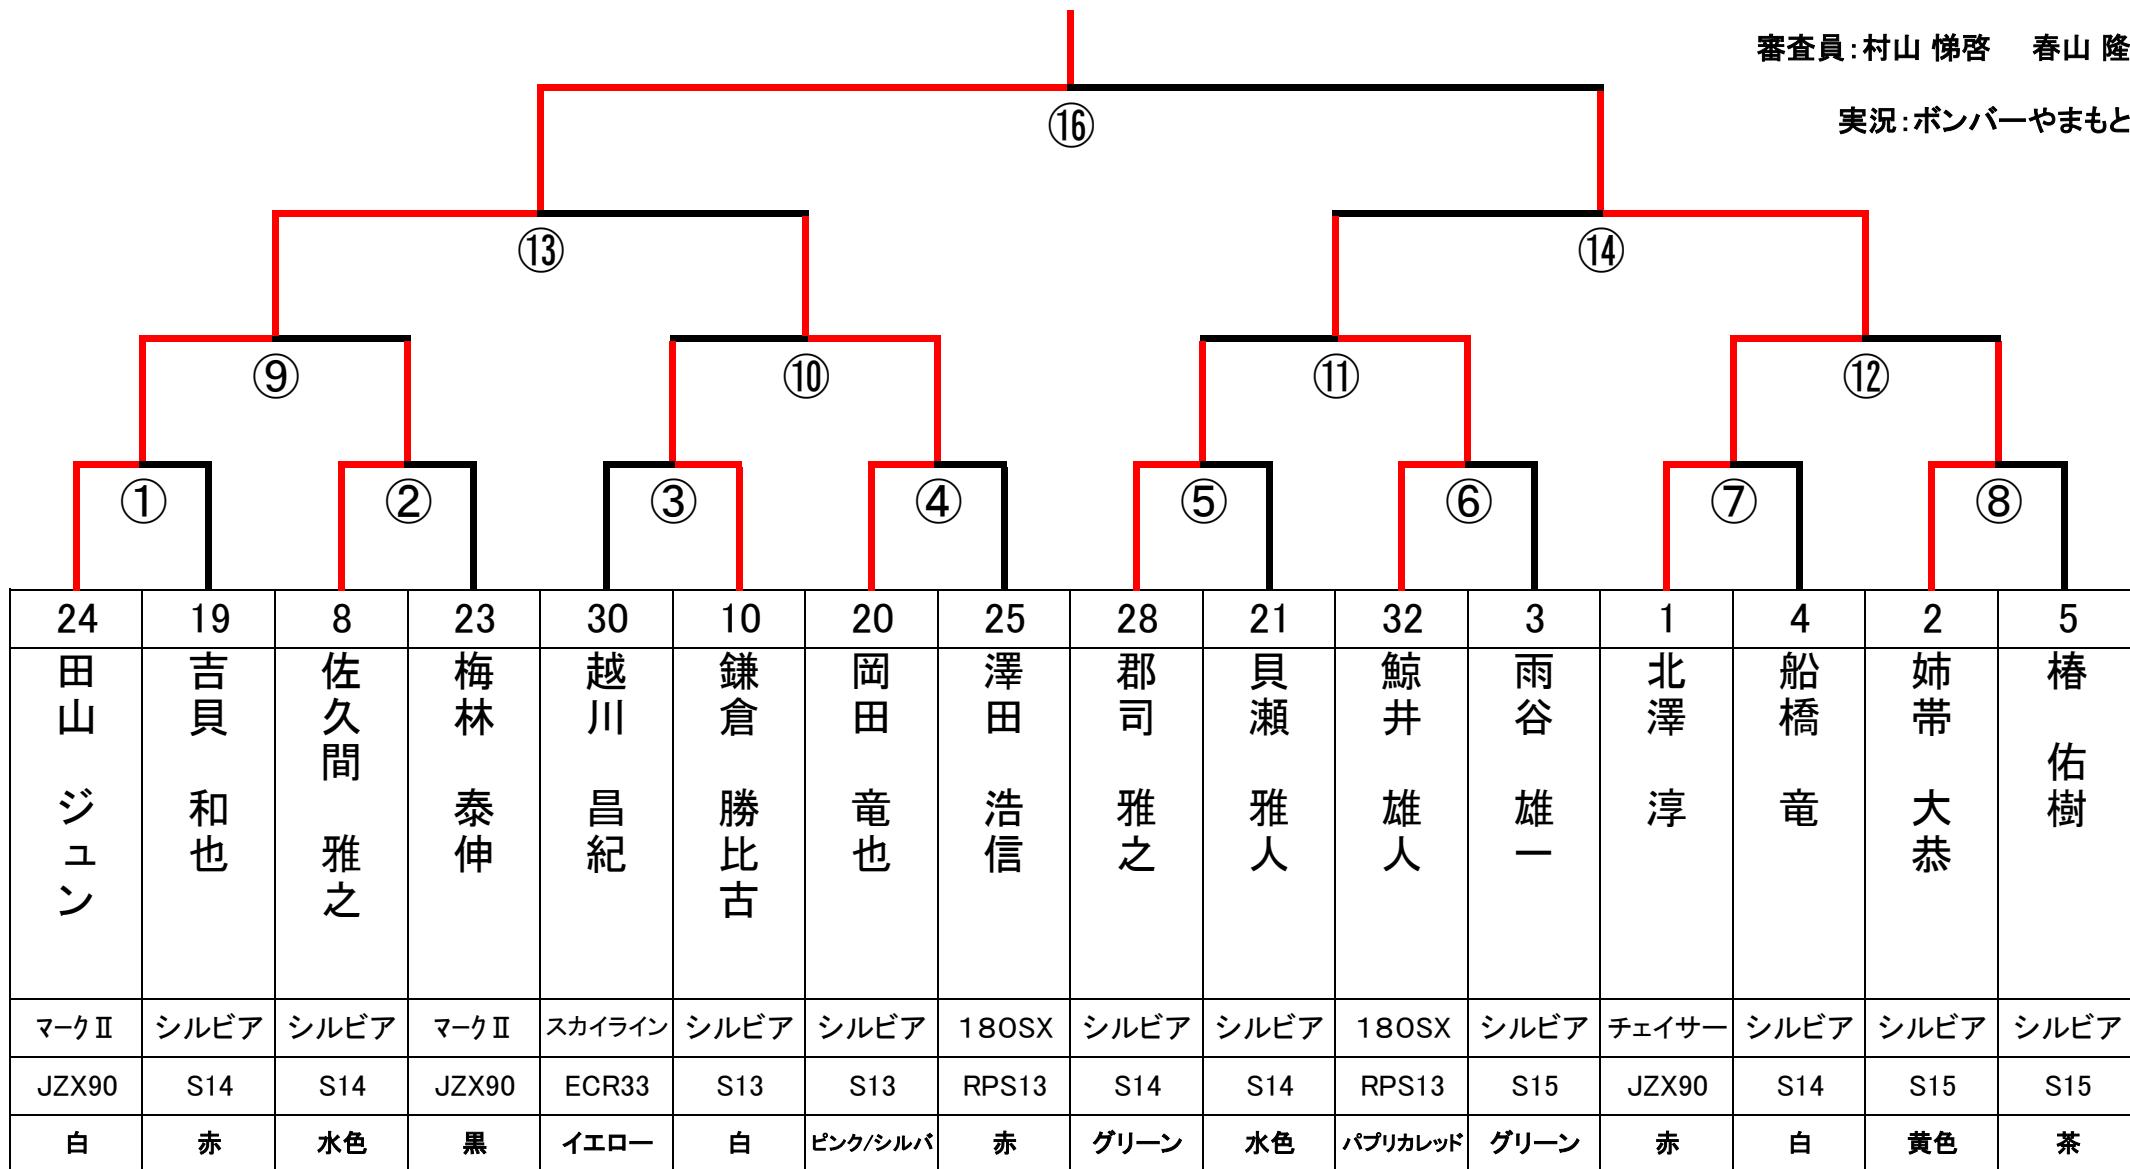 審査員:村山 悌啓　春山 隆
実況:ボンバーやまもと
⑯
⑬ ⑭
⑨ ⑩ ⑪ ⑫
① ② ③ ④ ⑤ ⑥ ⑦ ⑧
24 19 8 23 30 10 20 25 28 21 32 3 1 4 2 5
田山 ジュン
吉貝 和也
佐久間 雅之
梅林 泰伸
越川 昌紀
鎌倉 勝比古
岡田 竜也
澤田 浩信
郡司 雅之
貝瀬 雅人
鯨井 雄人
雨谷 雄一
北澤 淳
船橋 竜
姉帯 大恭
椿 佑樹
マークⅡ シルビア シルビア マークⅡ スカイライン シルビア シルビア 180SX シルビア シルビア 180SX シルビア チェイサー シルビア シルビア シルビア
JZX90 S14 S14 JZX90 ECR33 S13 S13 RPS13 S14 S14 RPS13 S15 JZX90 S14 S15 S15
白 赤 水色 黒 イエロー 白 ピンク/シルバ 赤 グリーン 水色 パプリカレッド グリーン 赤 白 黄色 茶